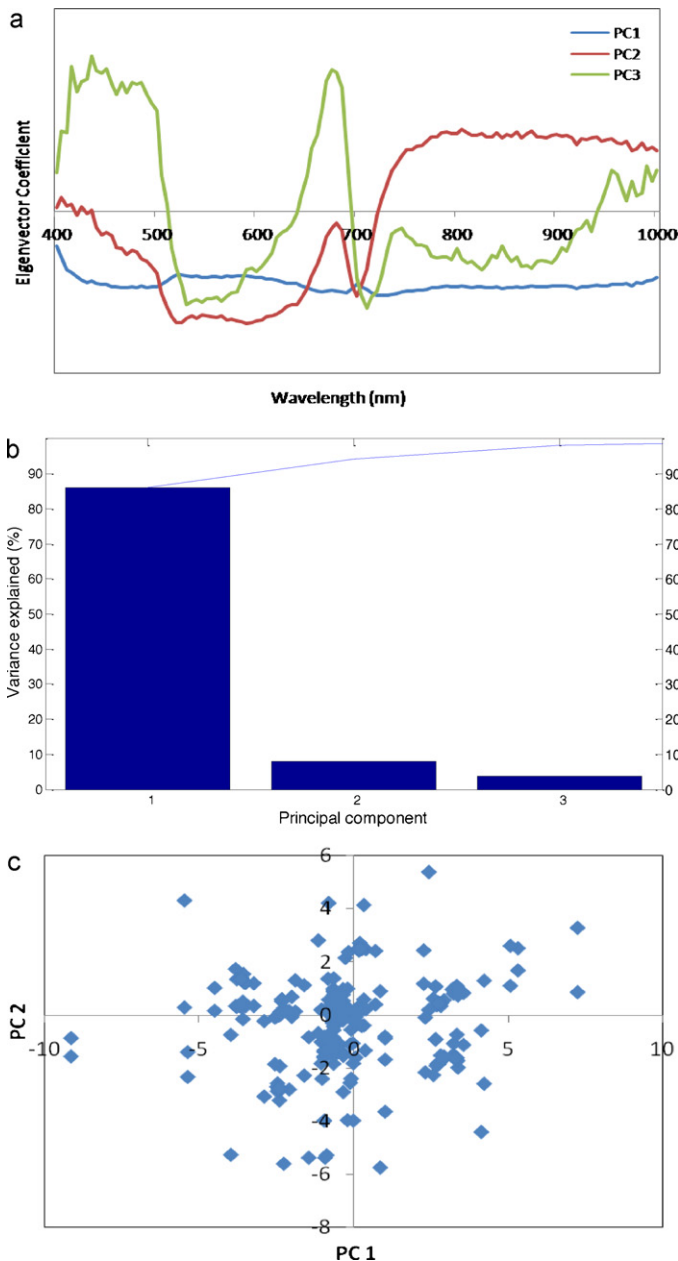 a
PC1
PC2
PC3
Eigenvector Coefficient
400 500 600 700 800 900 1000
Wavelength (nm)
b
90 90
80 80
70 70
60 60
50 50
40 40
30 30
20 20
10 10
0 0
Variance explained (%)
1 2 3
Principal component
c
6
4
2
0
-10 -5 0 5 10
-2
-4
-6
-8
PC 2
PC 1